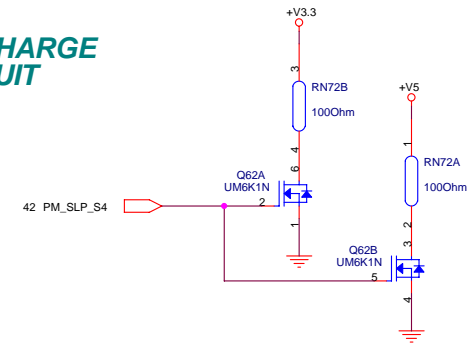 HARGE
UIT
+V3.3
3
RN72B
100Ohm
4
+V5
1
RN72A
100Ohm
2
Q62A
UM6K1N
6
2
1
42 PM_SLP_S4
Q62B
UM6K1N
3
5
4